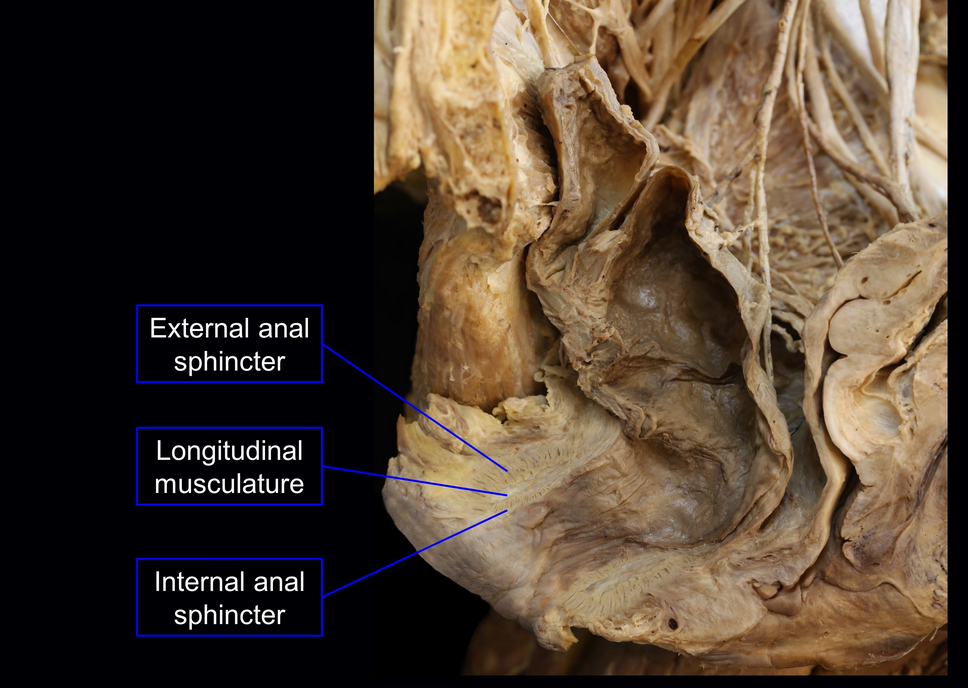 External anal
sphincter
Longitudinal
musculature
Internal anal
sphincter